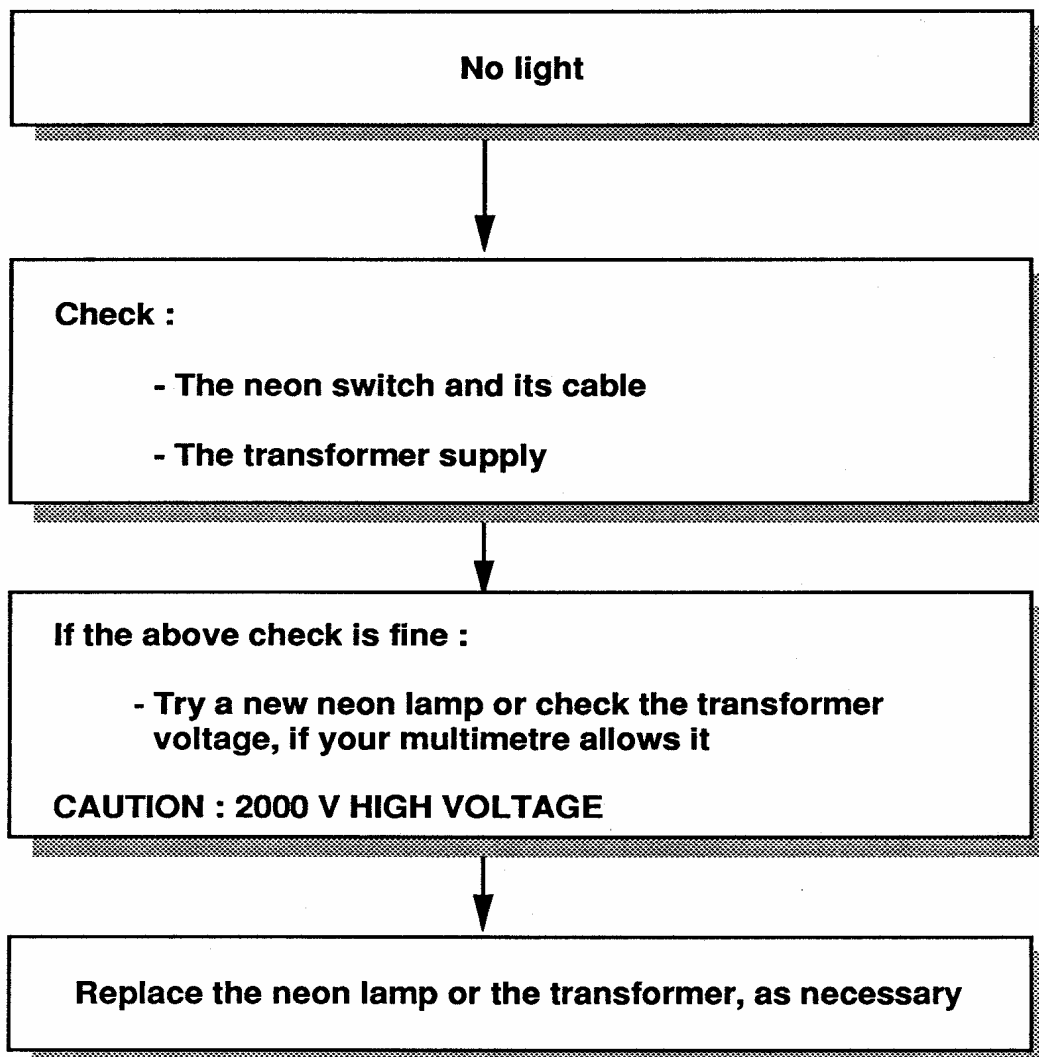 No light
Check :
- The neon switch and its cable
- The transformer supply
If the above check is fine :
- Try a new neon lamp or check the transformer
voltage, if your multimetre allows it
CAUTION : 2000 V HIGH VOLTAGE
Replace the neon lamp or the transformer, as necessary